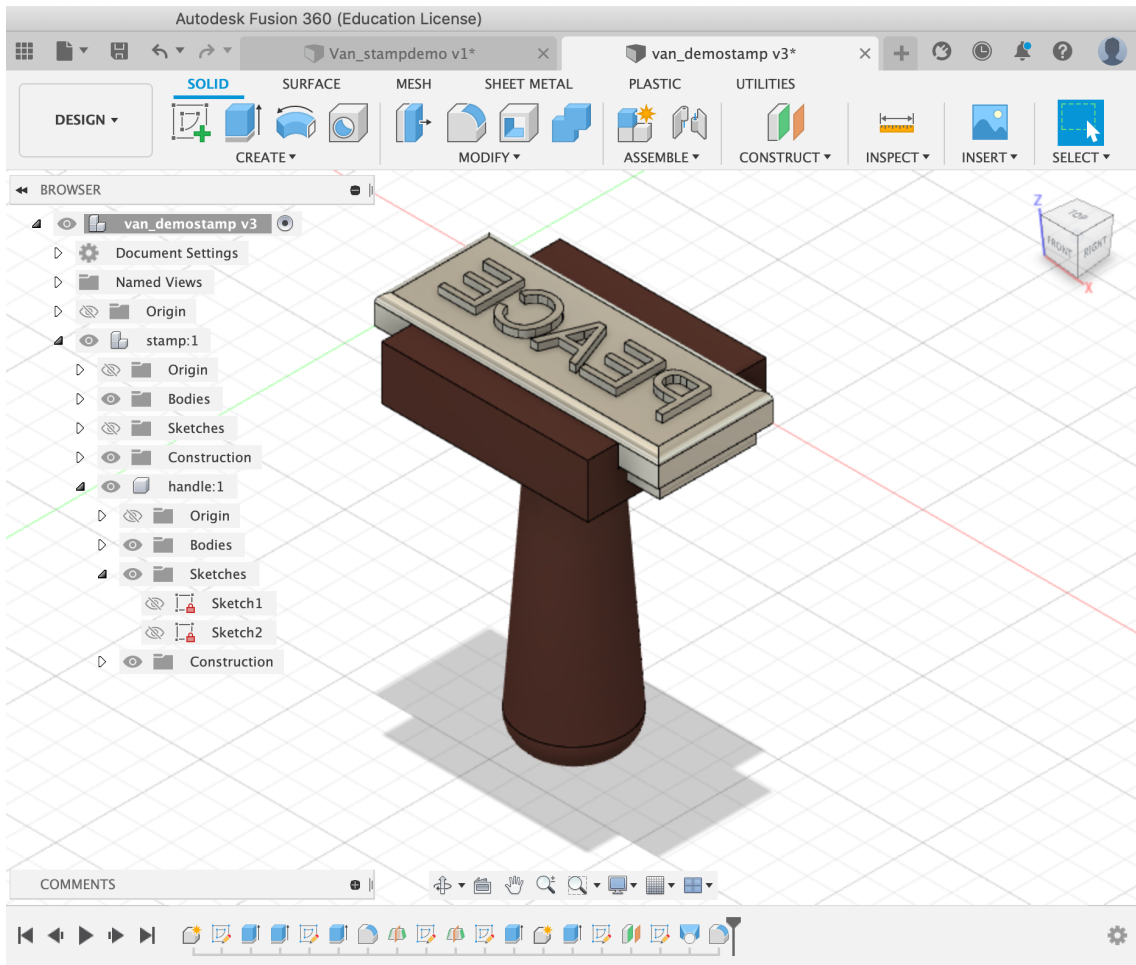 Autodesk Fusion 360 (Education License)
Van_stampdemo v1*
van_demostamp v3*
SOLID SURFACE MESH SHEET METAL PLASTIC UTILITIES
DESIGN
CREATE MODIFY ASSEMBLE CONSTRUCT INSPECT INSERT SELECT
BROWSER
van_demostamp v3
Document Settings
Named Views
Origin
stamp:1
Origin
Bodies
Sketches
Construction
handle:1
Origin
Bodies
Sketches
Sketch1
Sketch2
Construction
PEACE
Z
TOP
FRONT RIGHT
X
COMMENTS